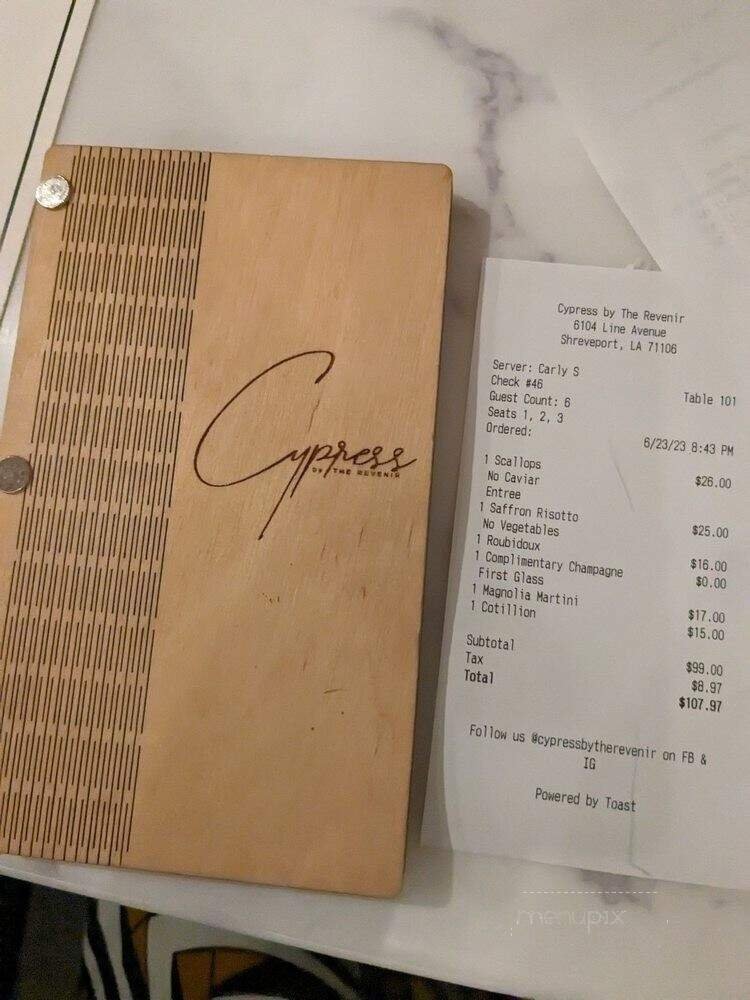 Cypress
BY THE REVENIR
Cypress by The Revenir
6104 Line Avenue
Shreveport, LA 71106
Server: Carly S
Check #46 Table 101
Guest Count: 6
Seats 1, 2, 3
Ordered: 6/23/23 8:43 PM
1 Scallops $26.00
No Caviar
Entree
1 Saffron Risotto $25.00
No Vegetables
1 Roubidoux $16.00
1 Complimentary Champagne $0.00
First Glass
1 Magnolia Martini $17.00
1 Cotillion $15.00
Subtotal $99.00
Tax $8.97
Total $107.97
Follow us @cypressbytherevenir on FB &
IG
Powered by Toast
menupix